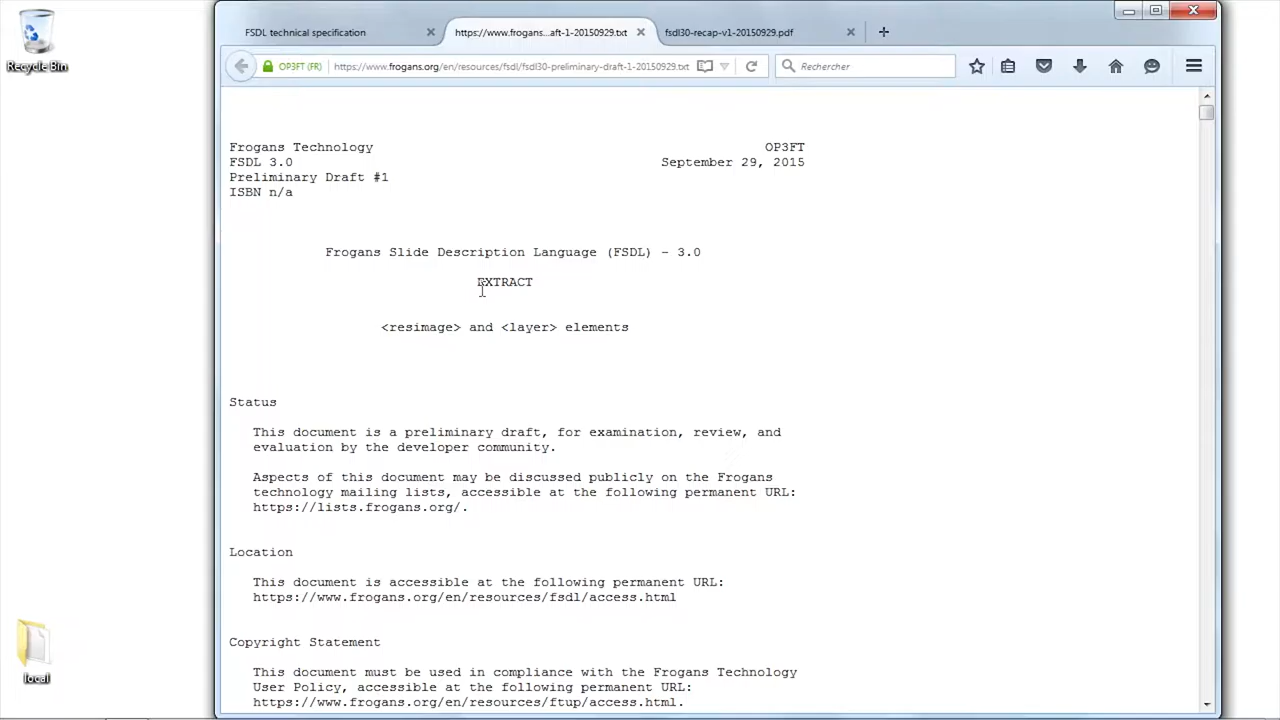 Recycle Bin
local
FSDL technical specification
https://www.frogans...aft-1-20150929.txt
fsdl30-recap-v1-20150929.pdf
OP3FT (FR)
https://www.frogans.org/en/resources/fsdl/fsdl30-preliminary-draft-1-20150929.txt
Rechercher
Frogans Technology OP3FT
FSDL 3.0 September 29, 2015
Preliminary Draft #1
ISBN n/a
Frogans Slide Description Language (FSDL) - 3.0
EXTRACT
<resimage> and <layer> elements
Status
This document is a preliminary draft, for examination, review, and
evaluation by the developer community.
Aspects of this document may be discussed publicly on the Frogans
technology mailing lists, accessible at the following permanent URL:
https://lists.frogans.org/.
Location
This document is accessible at the following permanent URL:
https://www.frogans.org/en/resources/fsdl/access.html
Copyright Statement
This document must be used in compliance with the Frogans Technology
User Policy, accessible at the following permanent URL:
https://www.frogans.org/en/resources/ftup/access.html.